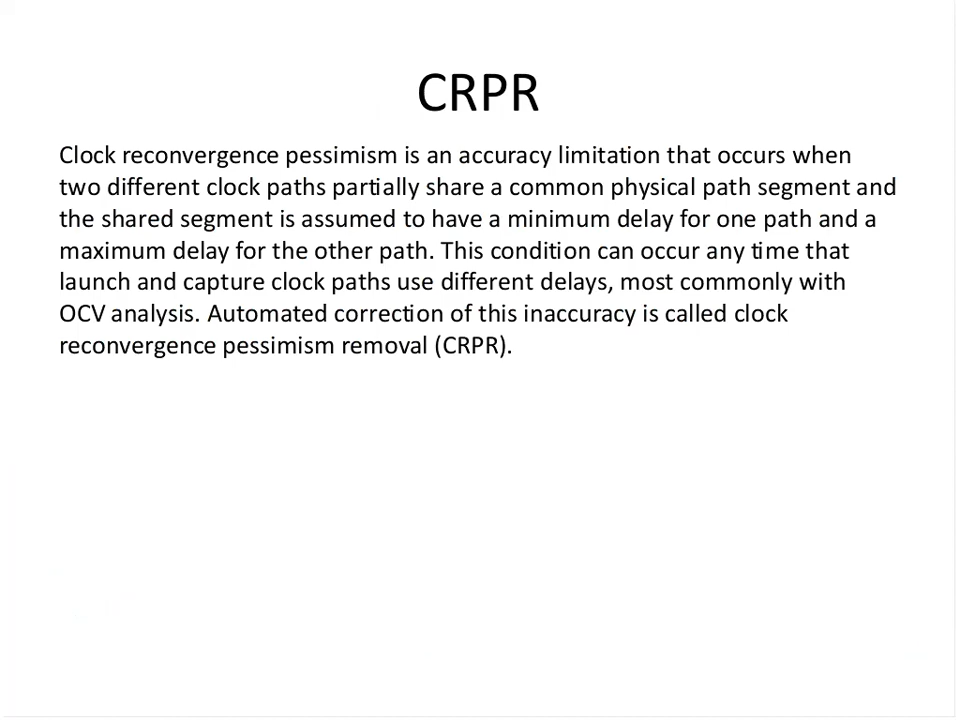 CRPR
Clock reconvergence pessimism is an accuracy limitation that occurs when
two different clock paths partially share a common physical path segment and
the shared segment is assumed to have a minimum delay for one path and a
maximum delay for the other path. This condition can occur any time that
launch and capture clock paths use different delays, most commonly with
OCV analysis. Automated correction of this inaccuracy is called clock
reconvergence pessimism removal (CRPR).